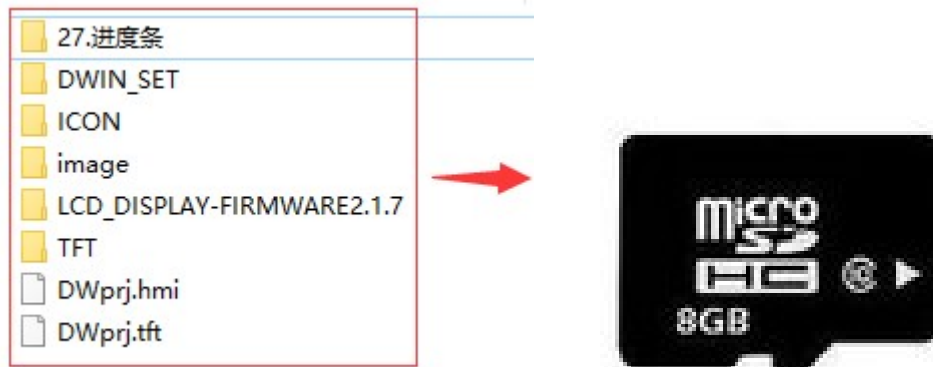 27.进度条
DWIN_SET
ICON
image
LCD_DISPLAY-FIRMWARE2.1.7
TFT
DWprj.hmi
DWprj.tft
micro
SD
HC
8GB